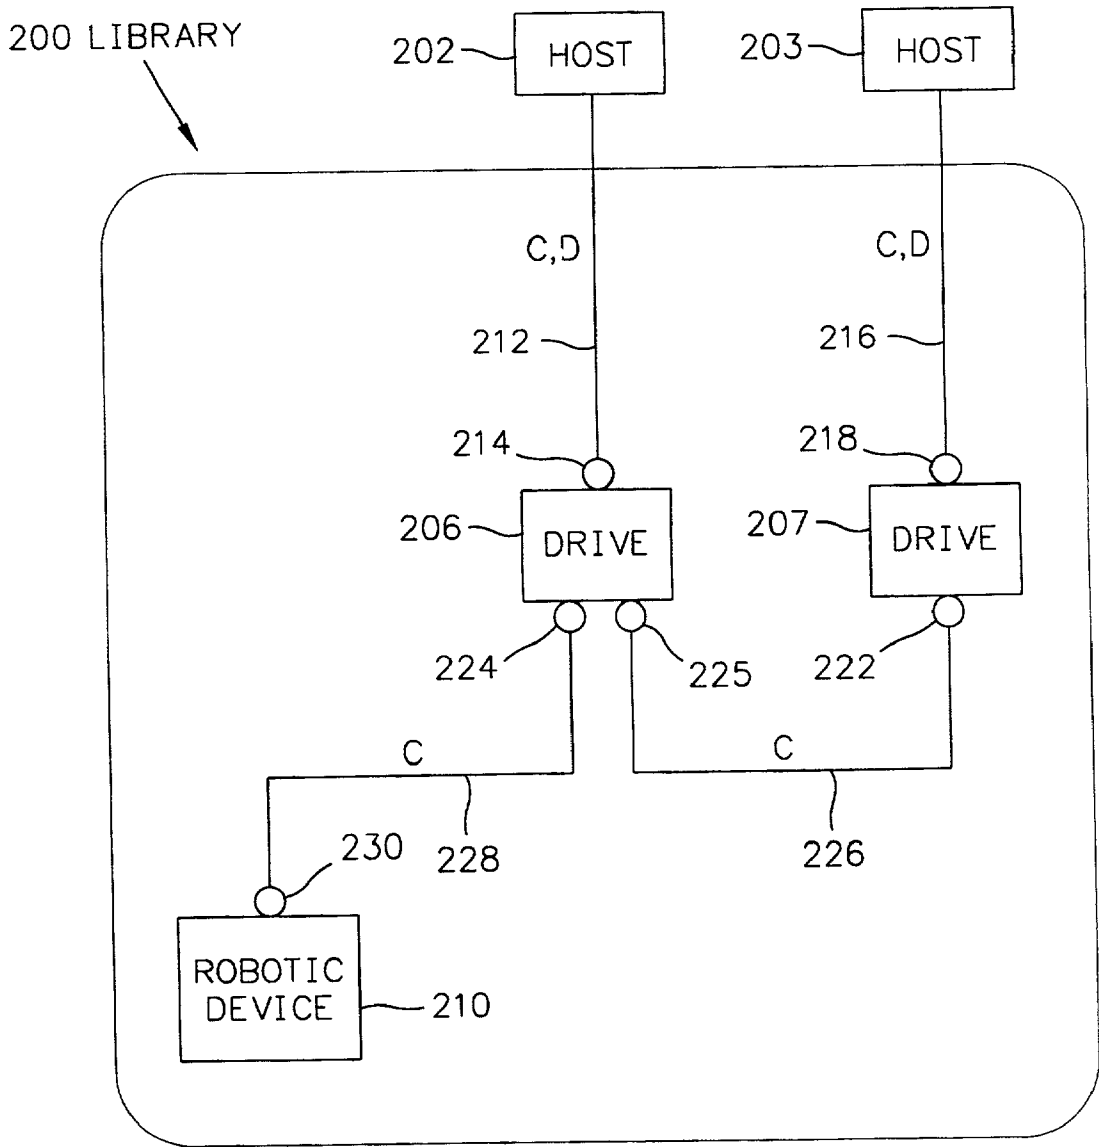 200 LIBRARY
202 HOST
203 HOST
C,D
C,D
212
216
214
218
206 DRIVE
207 DRIVE
224
225
222
C
C
228
226
230
ROBOTIC
DEVICE
210